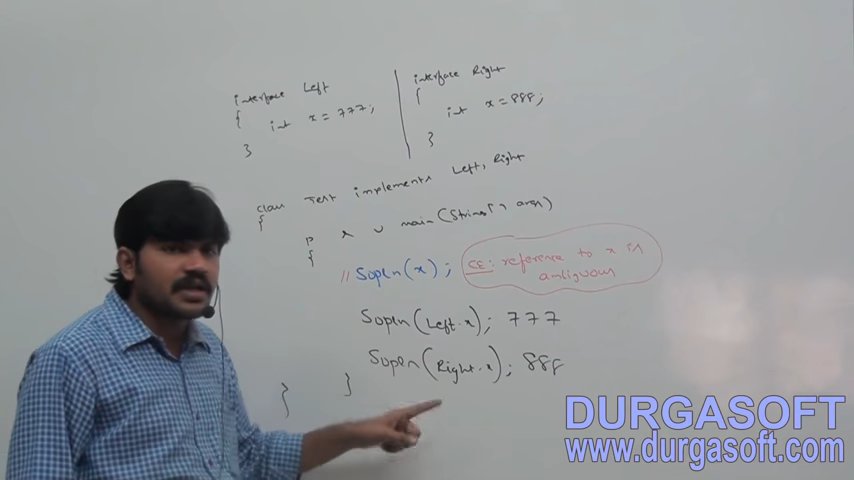 interface Left
{
int x = 777;
}
interface Right
{
int x = 888;
}
class Test implements Left, Right
{
P S V main(String[] args)
{
// Sopln(x);
CE: reference to x is
ambiguous
Sopln(Left.x); 777
Sopln(Right.x); 888
}
}
DURGASOFT
www.durgasoft.com